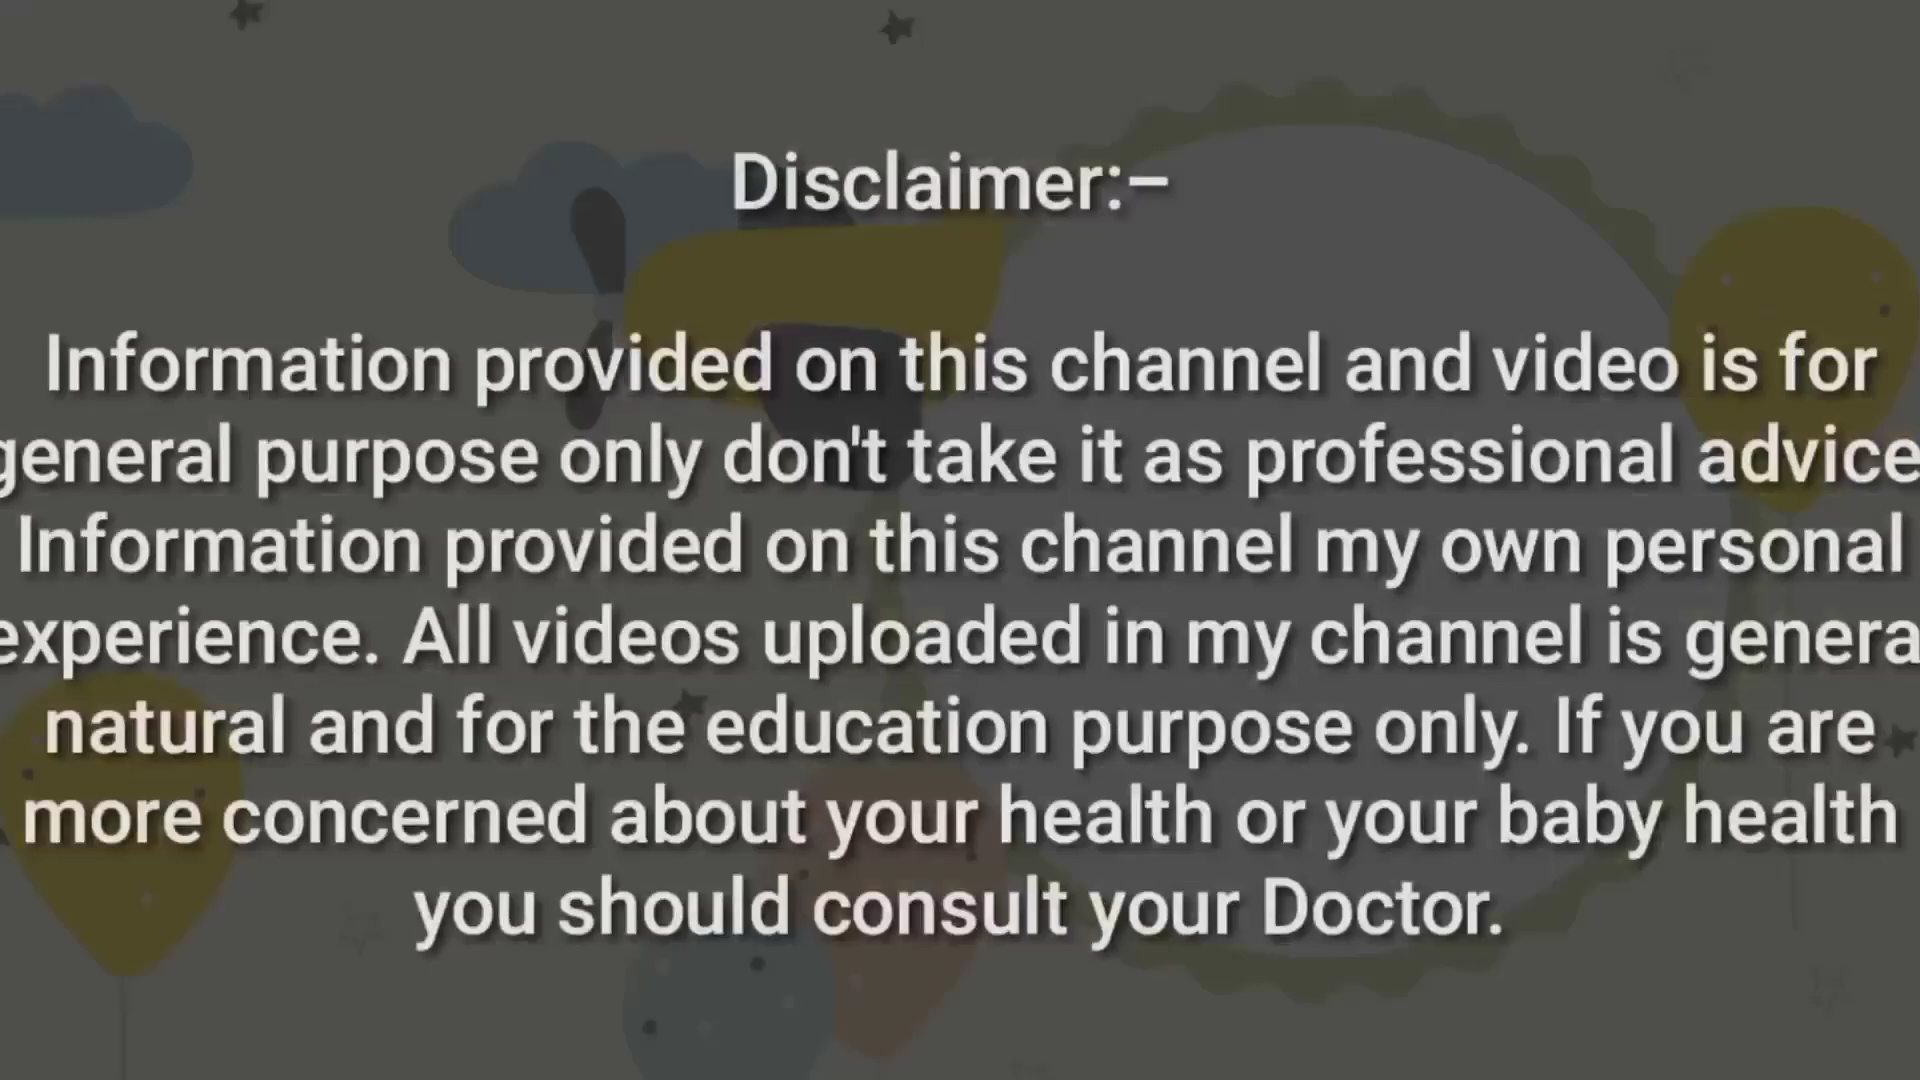 Disclaimer:–
Information provided on this channel and video is for
general purpose only don't take it as professional advice
Information provided on this channel my own personal
experience. All videos uploaded in my channel is genera
natural and for the education purpose only. If you are
more concerned about your health or your baby health
you should consult your Doctor.